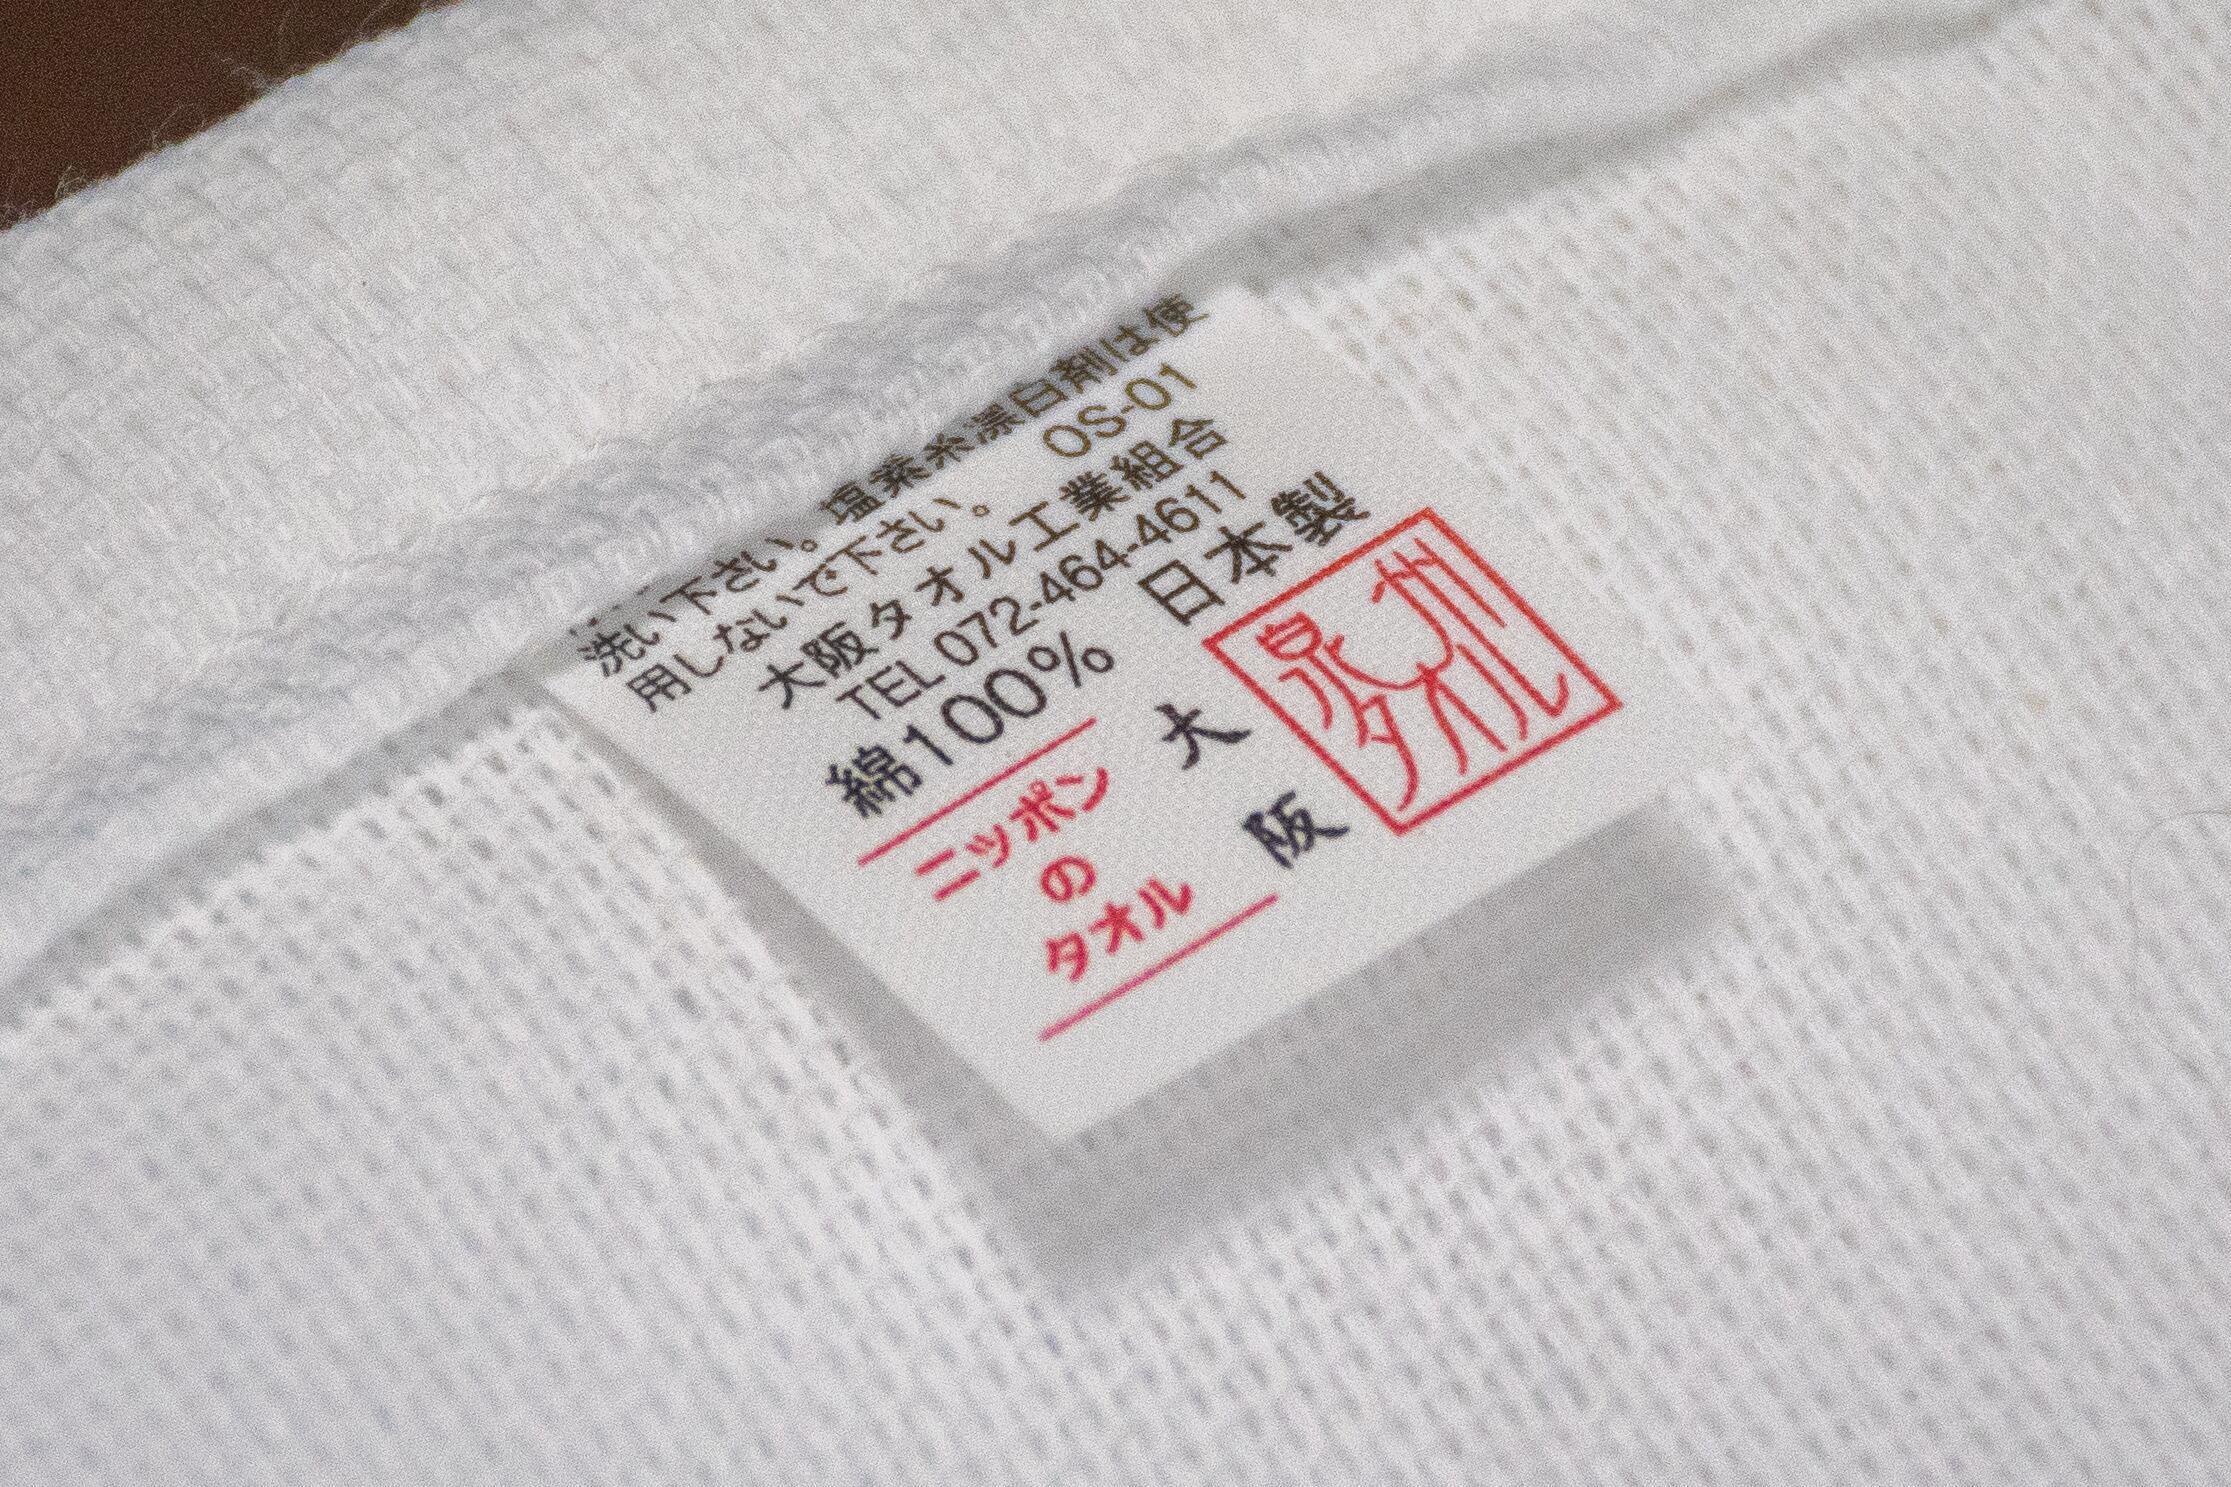 洗い下さい。塩素系漂白剤は使
用しないで下さい。 OS-01
大阪タオル工業組合
TEL 072-464-4611
綿100% 日本製
ニッポン
の
タオル
大
阪
泉州
タオル